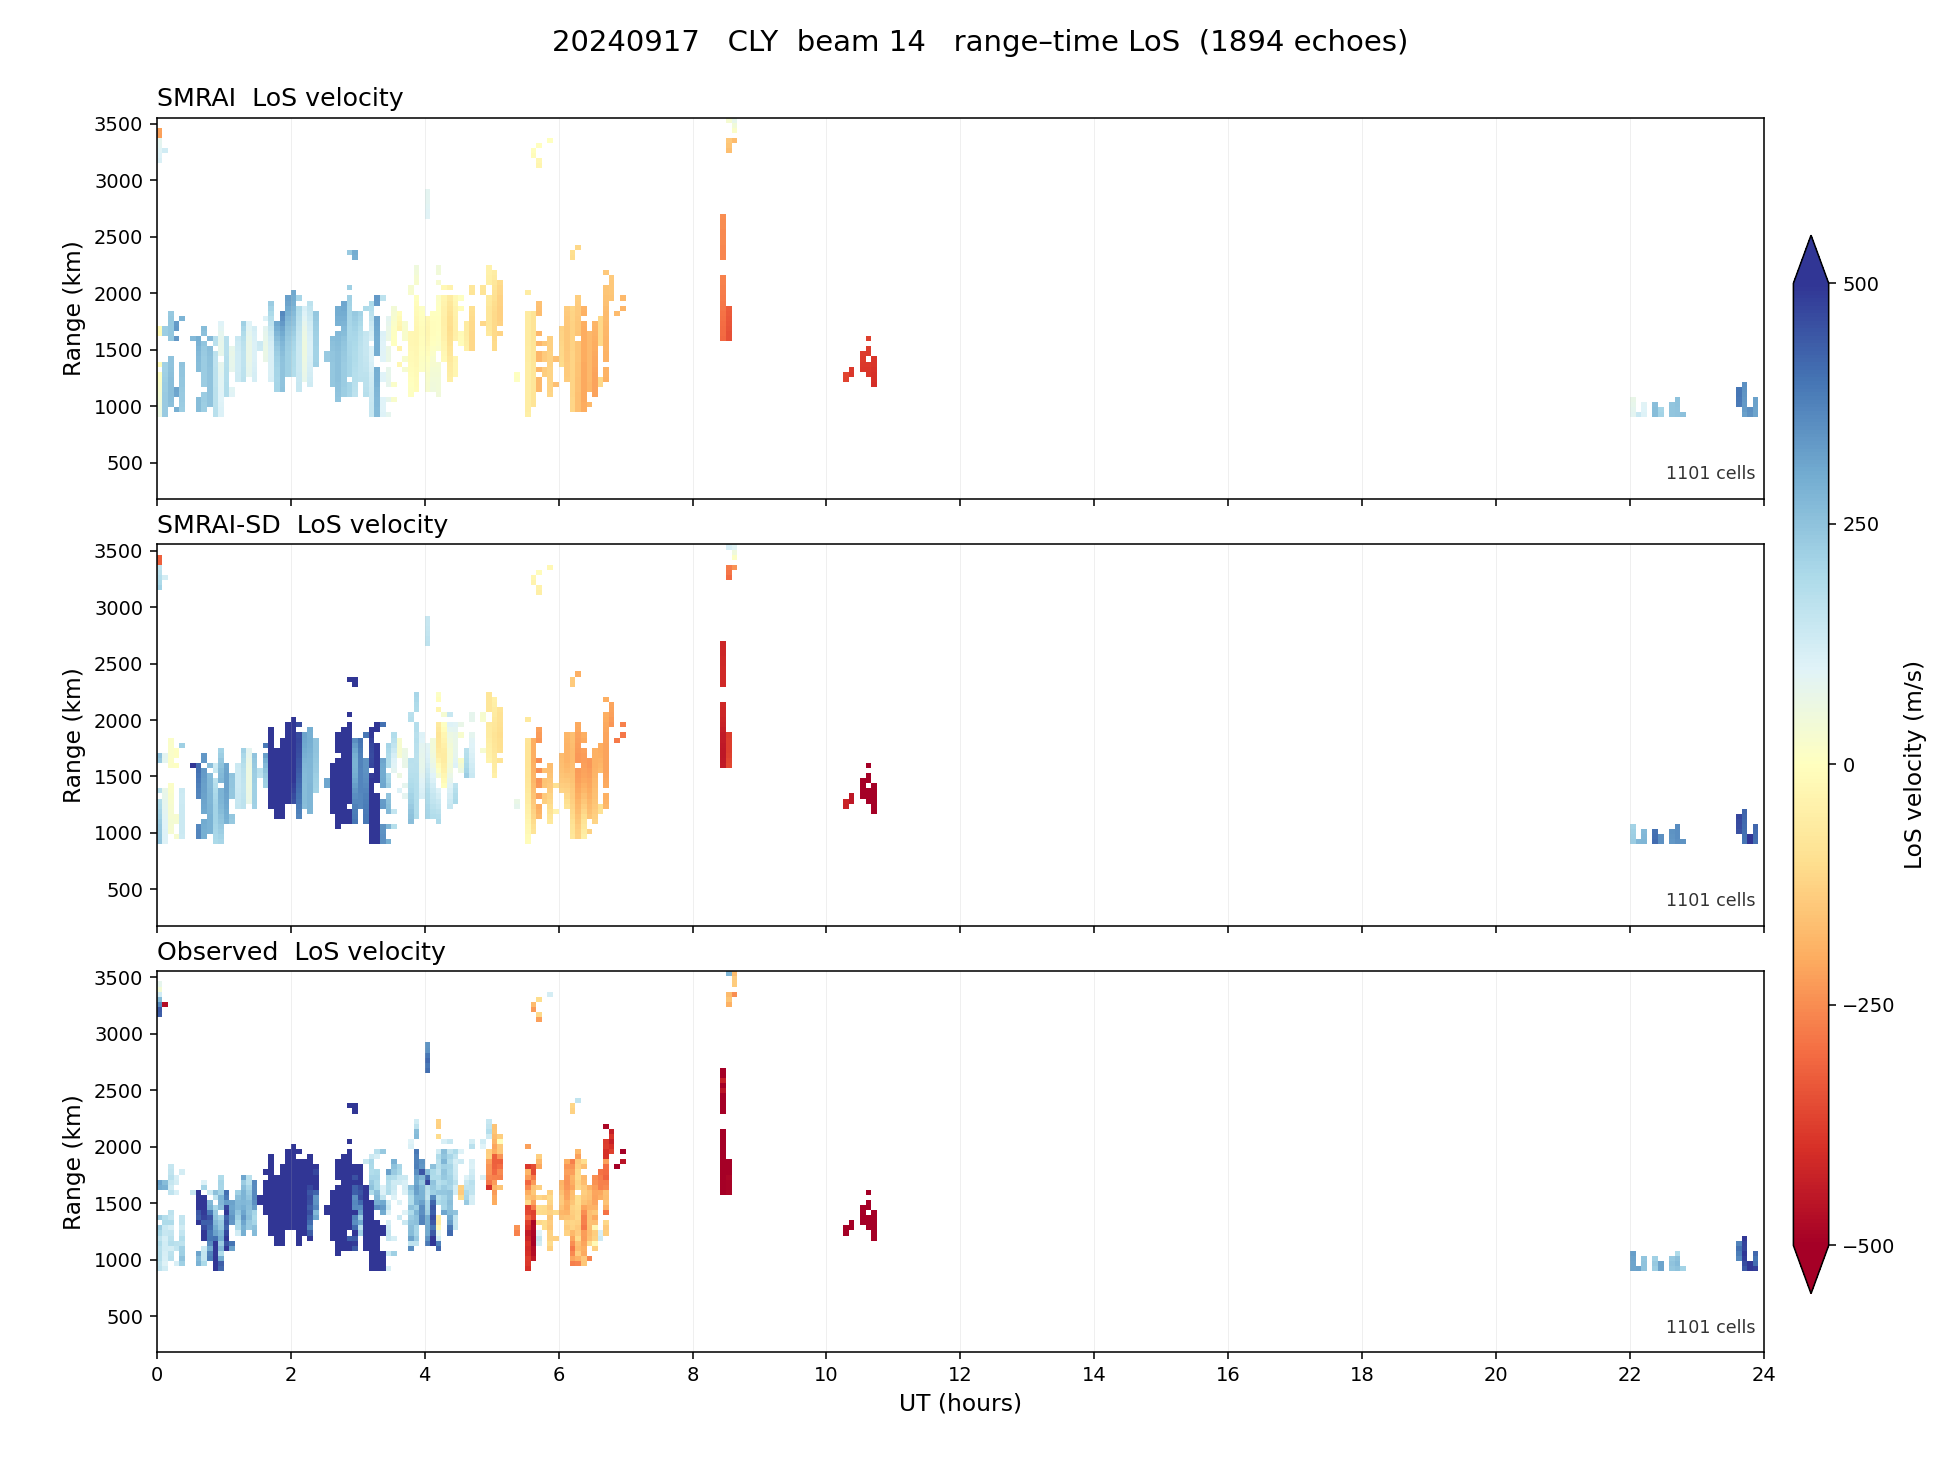 20240917   CLY  beam 14   range–time LoS  (1894 echoes)
SMRAI  LoS velocity
3500
3000
2500
2000
1500
1000
500
Range (km)
1101 cells
SMRAI-SD  LoS velocity
3500
3000
2500
2000
1500
1000
500
Range (km)
1101 cells
Observed  LoS velocity
3500
3000
2500
2000
1500
1000
500
Range (km)
1101 cells
0 2 4 6 8 10 12 14 16 18 20 22 24
UT (hours)
500
250
0
−250
−500
LoS velocity (m/s)